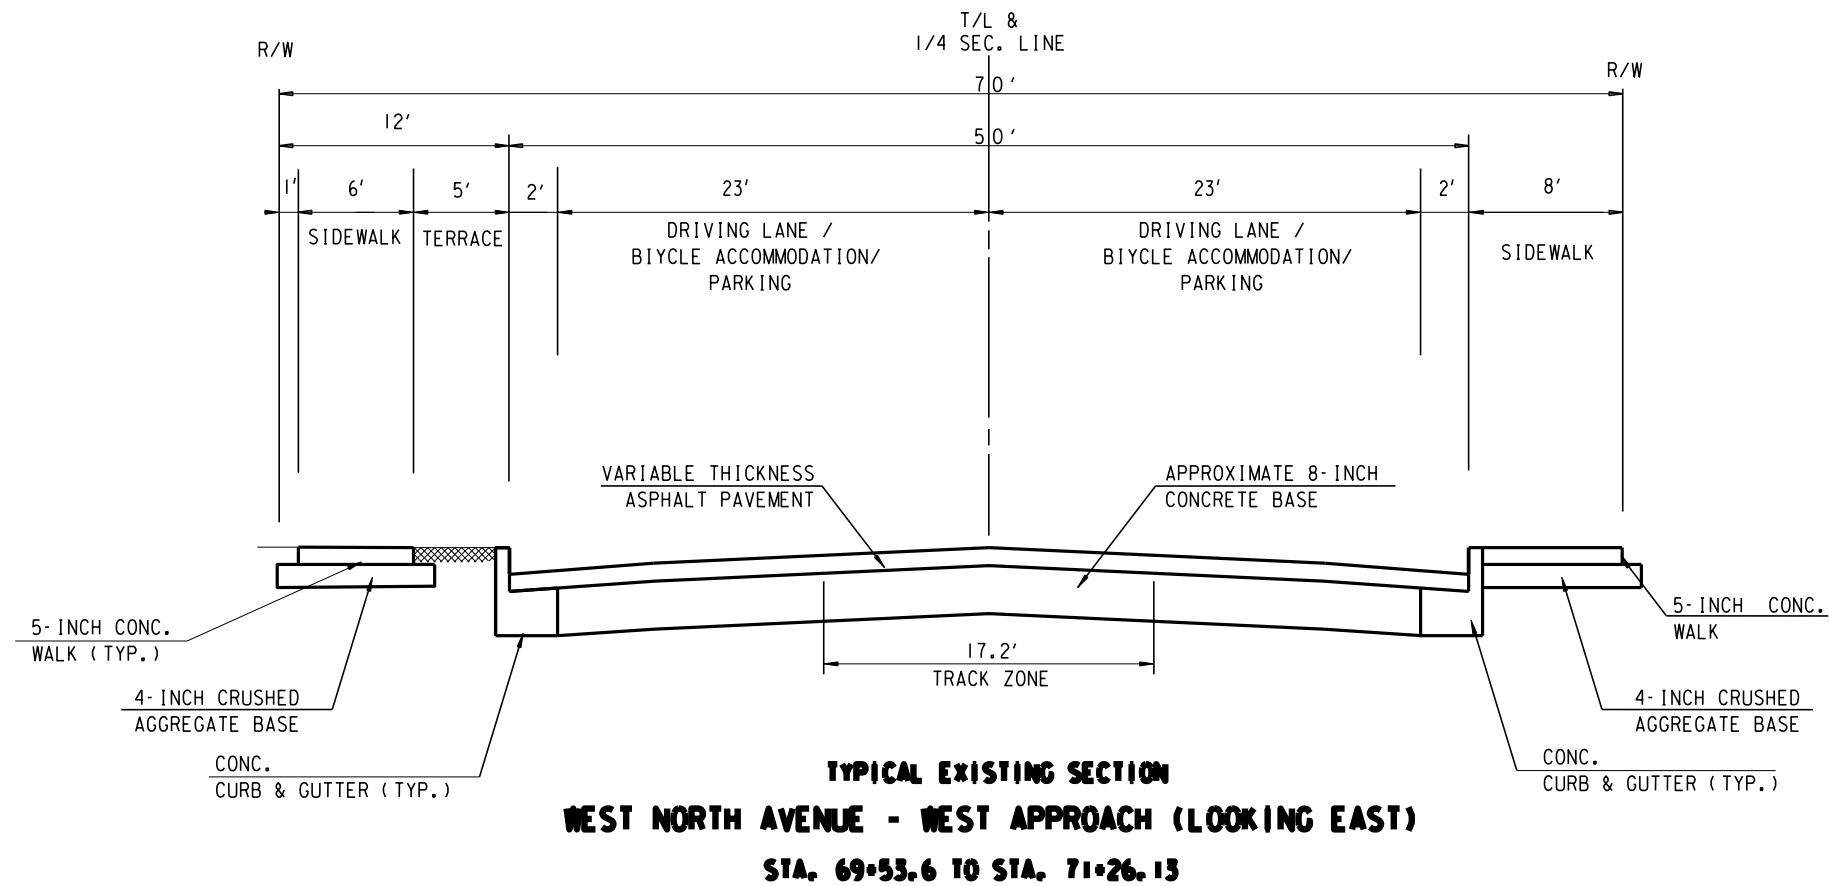 T/L &
1/4 SEC. LINE
R/W
R/W
70'
12'
50'
1'
6'
5'
2'
23'
23'
2'
8'
SIDEWALK
TERRACE
DRIVING LANE /
BIYCLE ACCOMMODATION/
PARKING
DRIVING LANE /
BIYCLE ACCOMMODATION/
PARKING
SIDEWALK
VARIABLE THICKNESS
ASPHALT PAVEMENT
APPROXIMATE 8-INCH
CONCRETE BASE
5-INCH CONC.
WALK (TYP.)
17.2'
TRACK ZONE
5-INCH CONC.
WALK
4-INCH CRUSHED
AGGREGATE BASE
4-INCH CRUSHED
AGGREGATE BASE
CONC.
CURB & GUTTER (TYP.)
CONC.
CURB & GUTTER (TYP.)
TYPICAL EXISTING SECTION
WEST NORTH AVENUE - WEST APPROACH (LOOKING EAST)
STA. 69+53.6 TO STA. 71+26.13